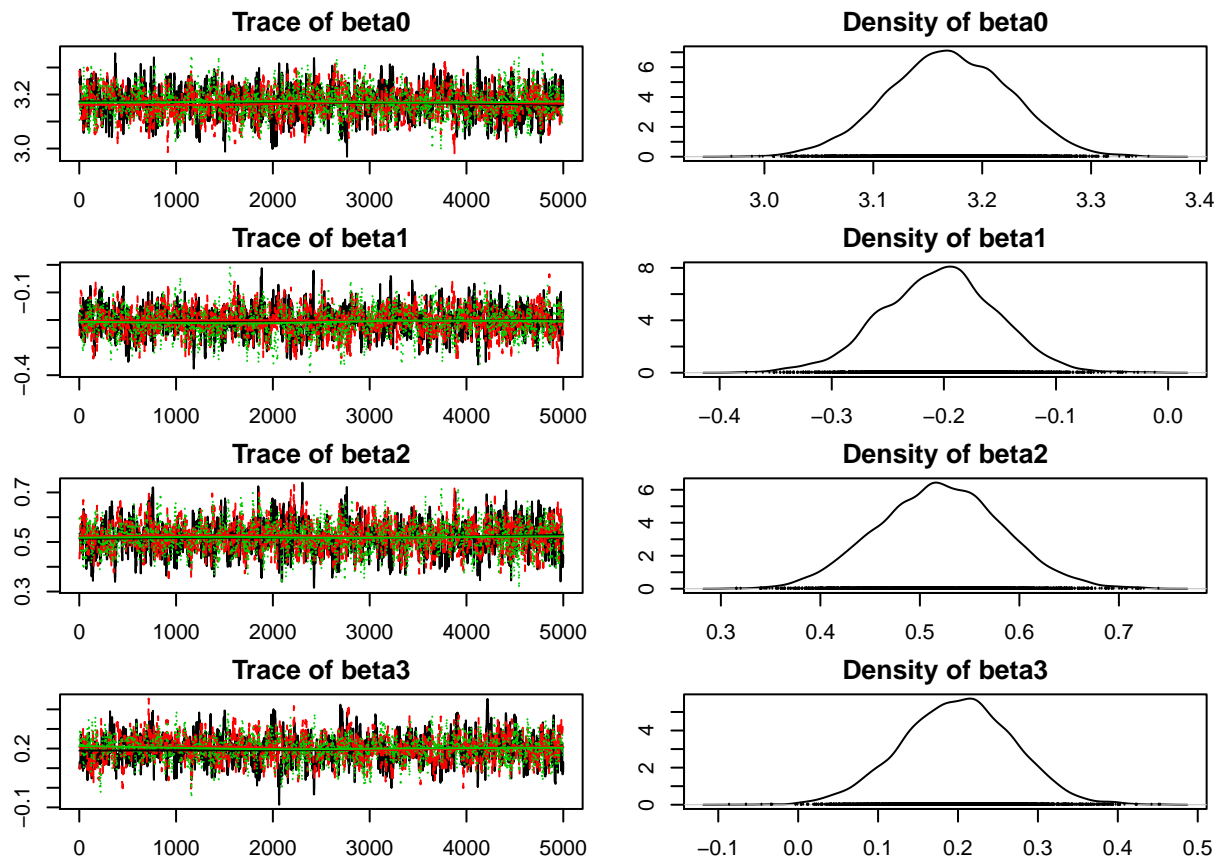 Trace of beta0
3.0 3.2
0 1000 2000 3000 4000 5000
Density of beta0
0 2 4 6
3.0 3.1 3.2 3.3 3.4
Trace of beta1
−0.4 −0.1
0 1000 2000 3000 4000 5000
Density of beta1
0 4 8
−0.4 −0.3 −0.2 −0.1 0.0
Trace of beta2
0.3 0.5 0.7
0 1000 2000 3000 4000 5000
Density of beta2
0 2 4 6
0.3 0.4 0.5 0.6 0.7
Trace of beta3
−0.1 0.2
0 1000 2000 3000 4000 5000
Density of beta3
0 2 4
−0.1 0.0 0.1 0.2 0.3 0.4 0.5